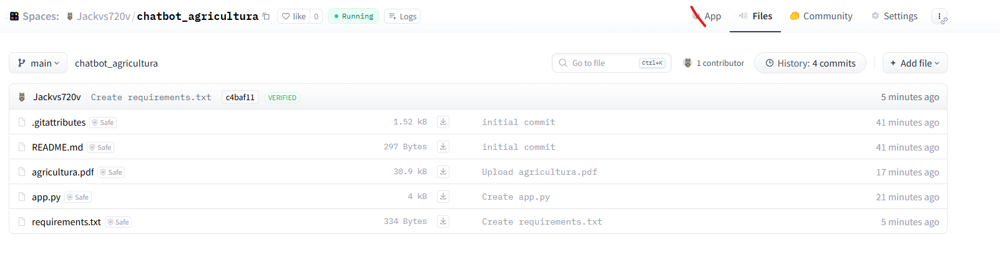 Spaces: Jackvs720v/chatbot_agricultura like 0 Running Logs App Files Community Settings
main chatbot_agricultura Go to file Ctrl+K 1 contributor History: 4 commits + Add file
Jackvs720v Create requirements.txt c4baf11 VERIFIED 5 minutes ago
.gitattributes Safe 1.52 kB initial commit 41 minutes ago
README.md Safe 297 Bytes initial commit 41 minutes ago
agricultura.pdf Safe 30.9 kB Upload agricultura.pdf 17 minutes ago
app.py Safe 4 kB Create app.py 21 minutes ago
requirements.txt Safe 334 Bytes Create requirements.txt 5 minutes ago